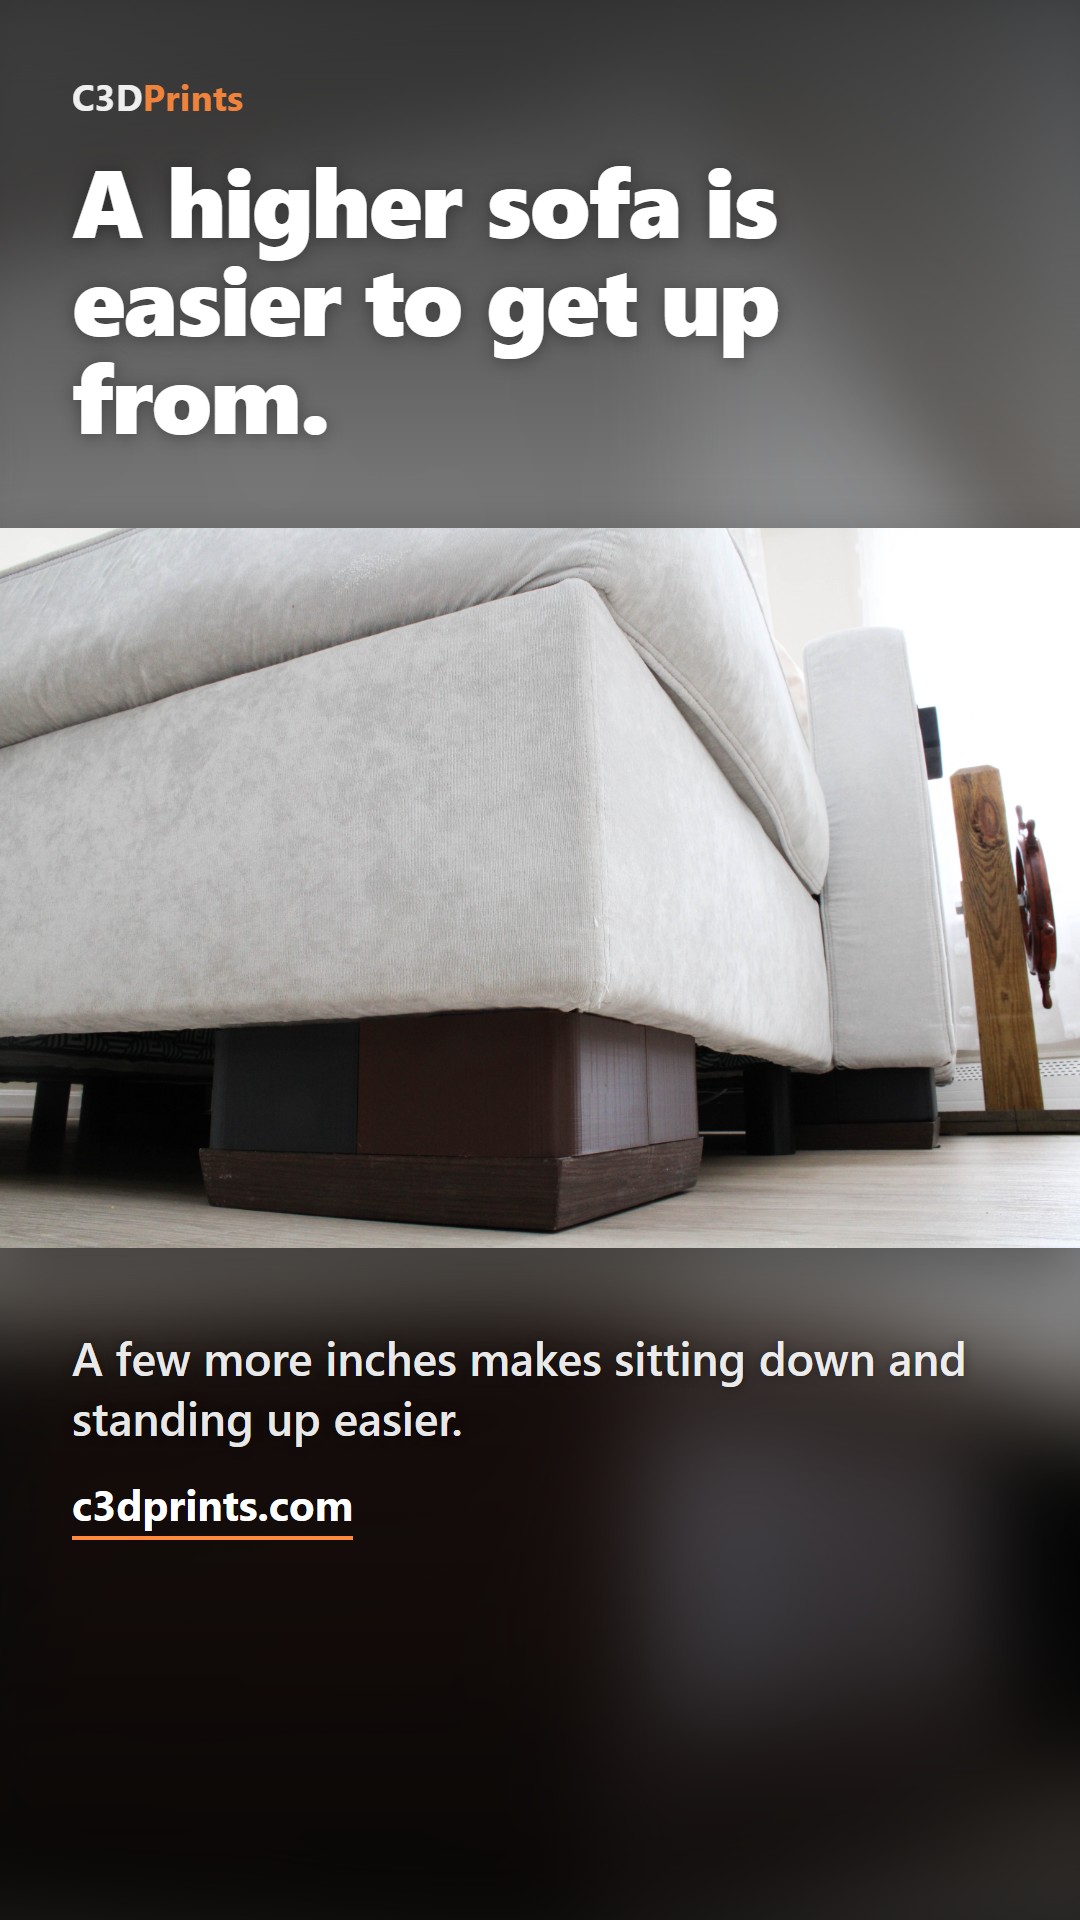 C3DPrints
A higher sofa is
easier to get up
from.
A few more inches makes sitting down and
standing up easier.
c3dprints.com